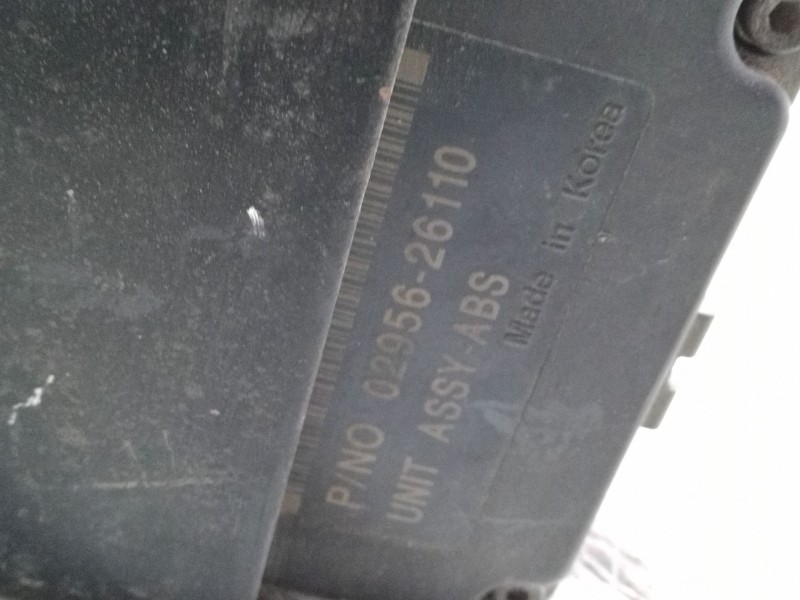 P/NO 02956-26110
UNIT ASSY-ABS
Made in Korea